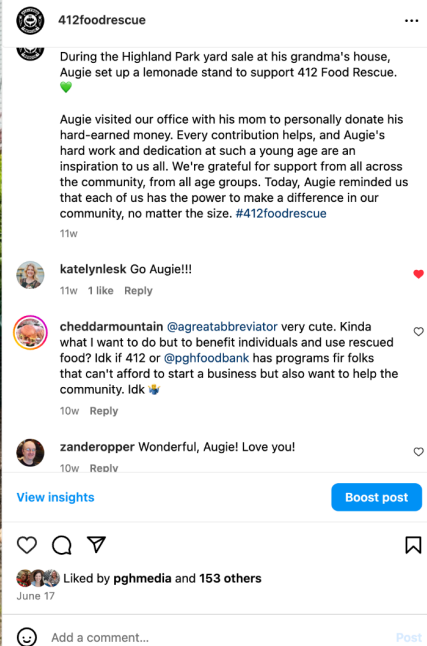 412foodrescue
During the Highland Park yard sale at his grandma's house,
Augie set up a lemonade stand to support 412 Food Rescue.
💚
Augie visited our office with his mom to personally donate his
hard-earned money. Every contribution helps, and Augie's
hard work and dedication at such a young age are an
inspiration to us all. We're grateful for support from all across
the community, from all age groups. Today, Augie reminded us
that each of us has the power to make a difference in our
community, no matter the size. #412foodrescue
11w
katelynlesk Go Augie!!!
11w 1 like Reply
cheddarmountain @agreatabbreviator very cute. Kinda
what I want to do but to benefit individuals and use rescued
food? Idk if 412 or @pghfoodbank has programs fir folks
that can't afford to start a business but also want to help the
community. Idk 🤷
10w Reply
zanderopper Wonderful, Augie! Love you!
10w Reply
View insights
Boost post
Liked by pghmedia and 153 others
June 17
Add a comment...
Post